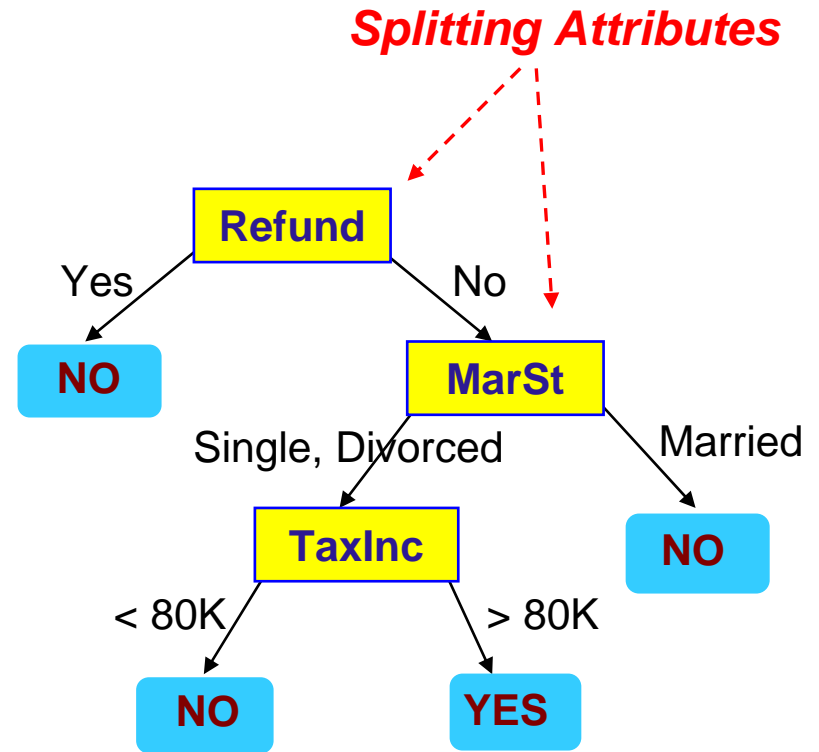 Splitting Attributes
Refund
Yes
No
NO
MarSt
Single, Divorced
Married
TaxInc
NO
< 80K
> 80K
NO
YES